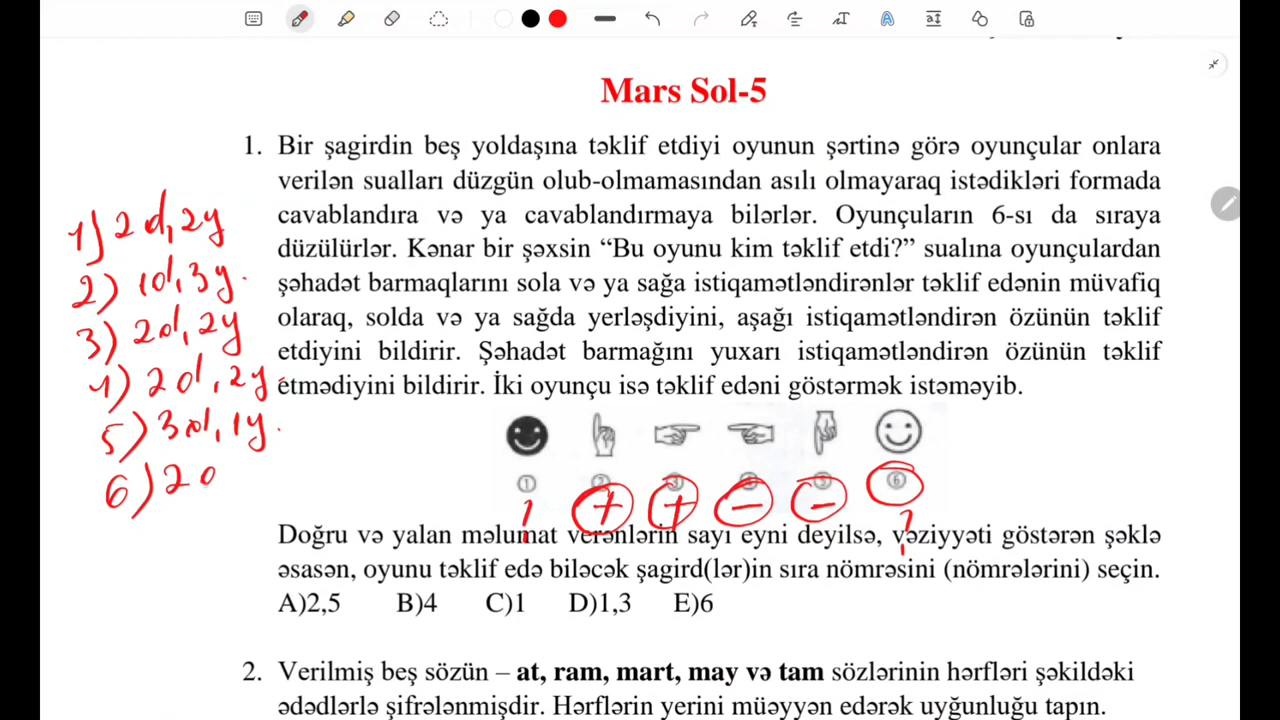 Mars Sol-5
1. Bir şagirdin beş yoldaşına təklif etdiyi oyunun şərtinə görə oyunçular onlara
verilən sualları düzgün olub-olmamasından asılı olmayaraq istədikləri formada
cavablandıra və ya cavablandırmaya bilərlər. Oyunçuların 6-sı da sıraya
düzülürlər. Kənar bir şəxsin “Bu oyunu kim təklif etdi?” sualına oyunçulardan
şəhadət barmaqlarını sola və ya sağa istiqamətləndirənlər təklif edənin müvafiq
olaraq, solda və ya sağda yerləşdiyini, aşağı istiqamətləndirən özünün təklif
etdiyini bildirir. Şəhadət barmağını yuxarı istiqamətləndirən özünün təklif
etmədiyini bildirir. İki oyunçu isə təklif edəni göstərmək istəməyib.
1) 2d, 2y
2) 1d, 3y.
3) 2d, 2y
4) 2d, 2y
5) 3d, 1y.
6) 2d
① ⑥
? + + − − ?
Doğru və yalan məlumat verənlərin sayı eyni deyilsə, vəziyyəti göstərən şəklə
əsasən, oyunu təklif edə biləcək şagird(lər)in sıra nömrəsini (nömrələrini) seçin.
A)2,5 B)4 C)1 D)1,3 E)6
2. Verilmiş beş sözün – at, ram, mart, may və tam sözlərinin hərfləri şəkildəki
ədədlərlə şifrələnmişdir. Hərflərin yerini müəyyən edərək uyğunluğu tapın.